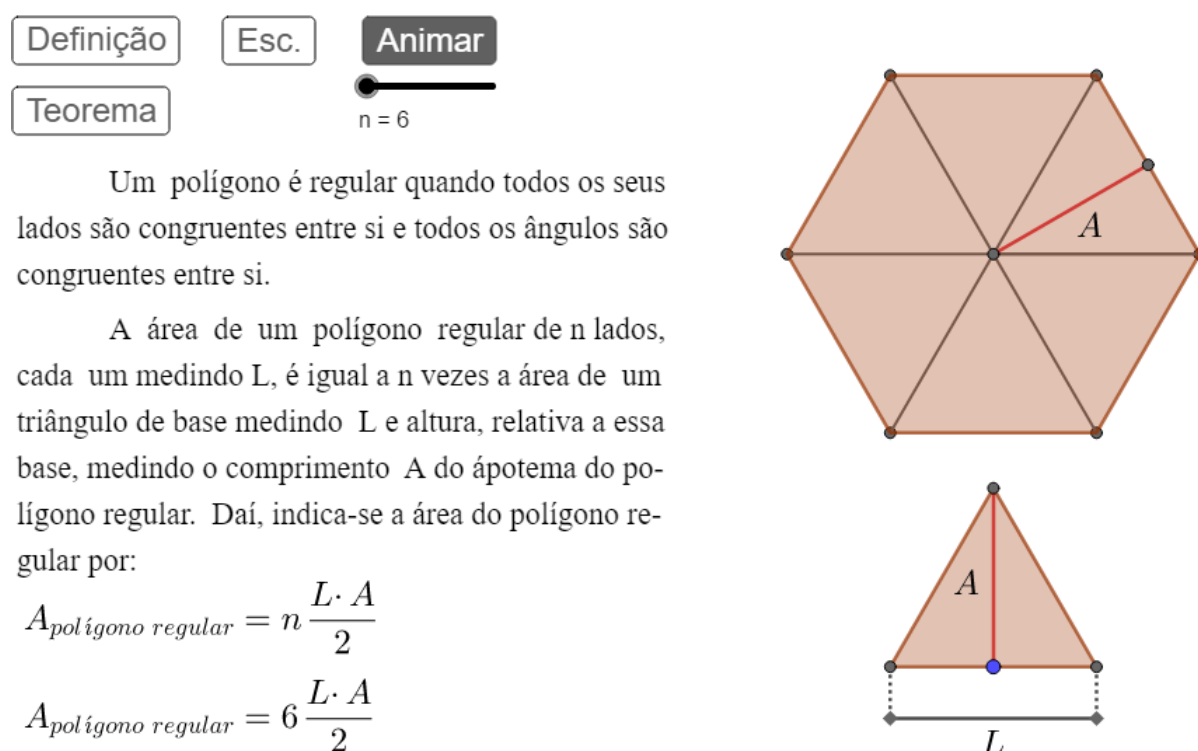 Definição
Esc.
Animar
Teorema
n = 6
Um polígono é regular quando todos os seus
lados são congruentes entre si e todos os ângulos são
congruentes entre si.
A área de um polígono regular de n lados,
cada um medindo L, é igual a n vezes a área de um
triângulo de base medindo L e altura, relativa a essa
base, medindo o comprimento A do ápotema do po-
lígono regular. Daí, indica-se a área do polígono re-
gular por:
A_{polígono regular} = n \frac{L· A}{2}
A_{polígono regular} = 6 \frac{L· A}{2}
A
A
L